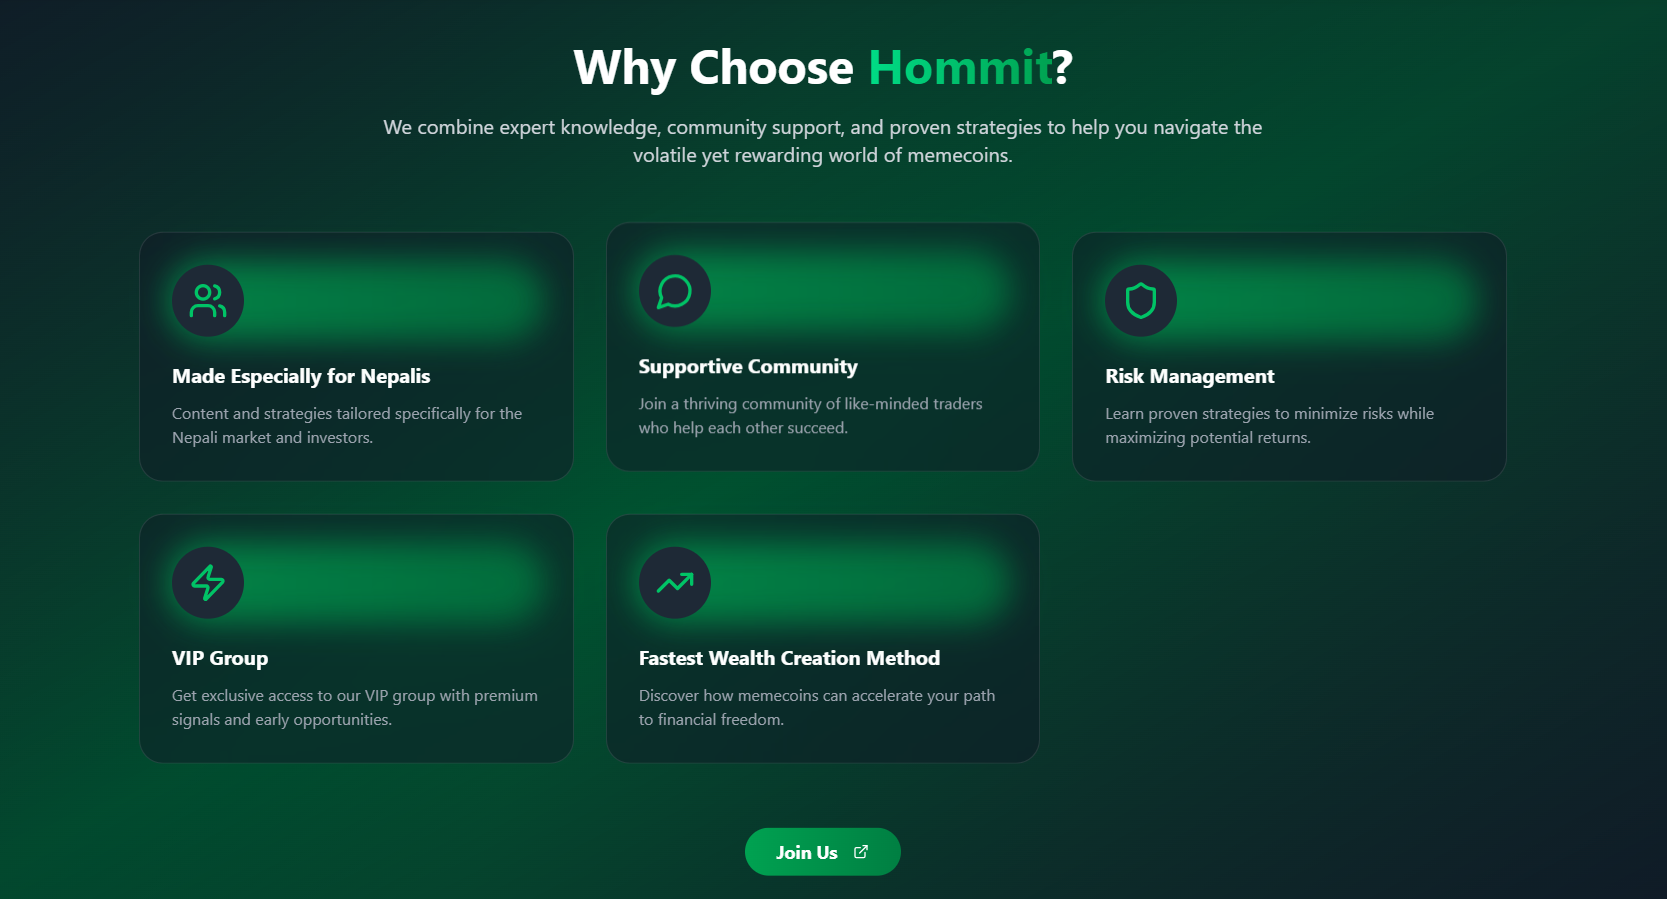 Why Choose Hommit?
We combine expert knowledge, community support, and proven strategies to help you navigate the
volatile yet rewarding world of memecoins.
Made Especially for Nepalis
Content and strategies tailored specifically for the
Nepali market and investors.
Supportive Community
Join a thriving community of like-minded traders
who help each other succeed.
Risk Management
Learn proven strategies to minimize risks while
maximizing potential returns.
VIP Group
Get exclusive access to our VIP group with premium
signals and early opportunities.
Fastest Wealth Creation Method
Discover how memecoins can accelerate your path
to financial freedom.
Join Us